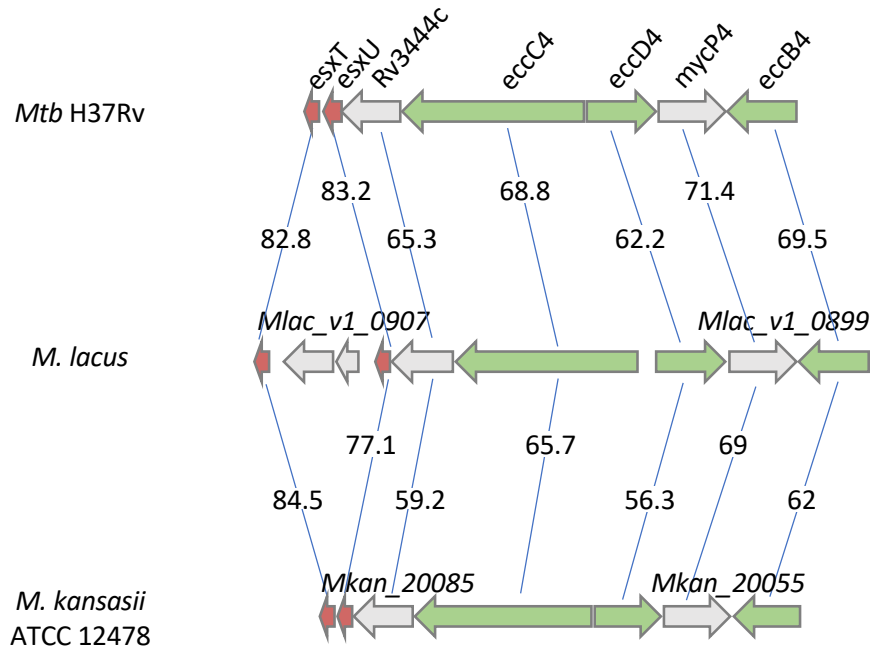 esxT
esxU
Rv3444c
eccC4
eccD4
mycP4
eccB4
Mtb H37Rv
83.2
68.8
71.4
82.8
65.3
62.2
69.5
Mlac_v1_0907
Mlac_v1_0899
M. lacus
77.1
65.7
69
84.5
59.2
56.3
62
Mkan_20085
Mkan_20055
M. kansasii
ATCC 12478